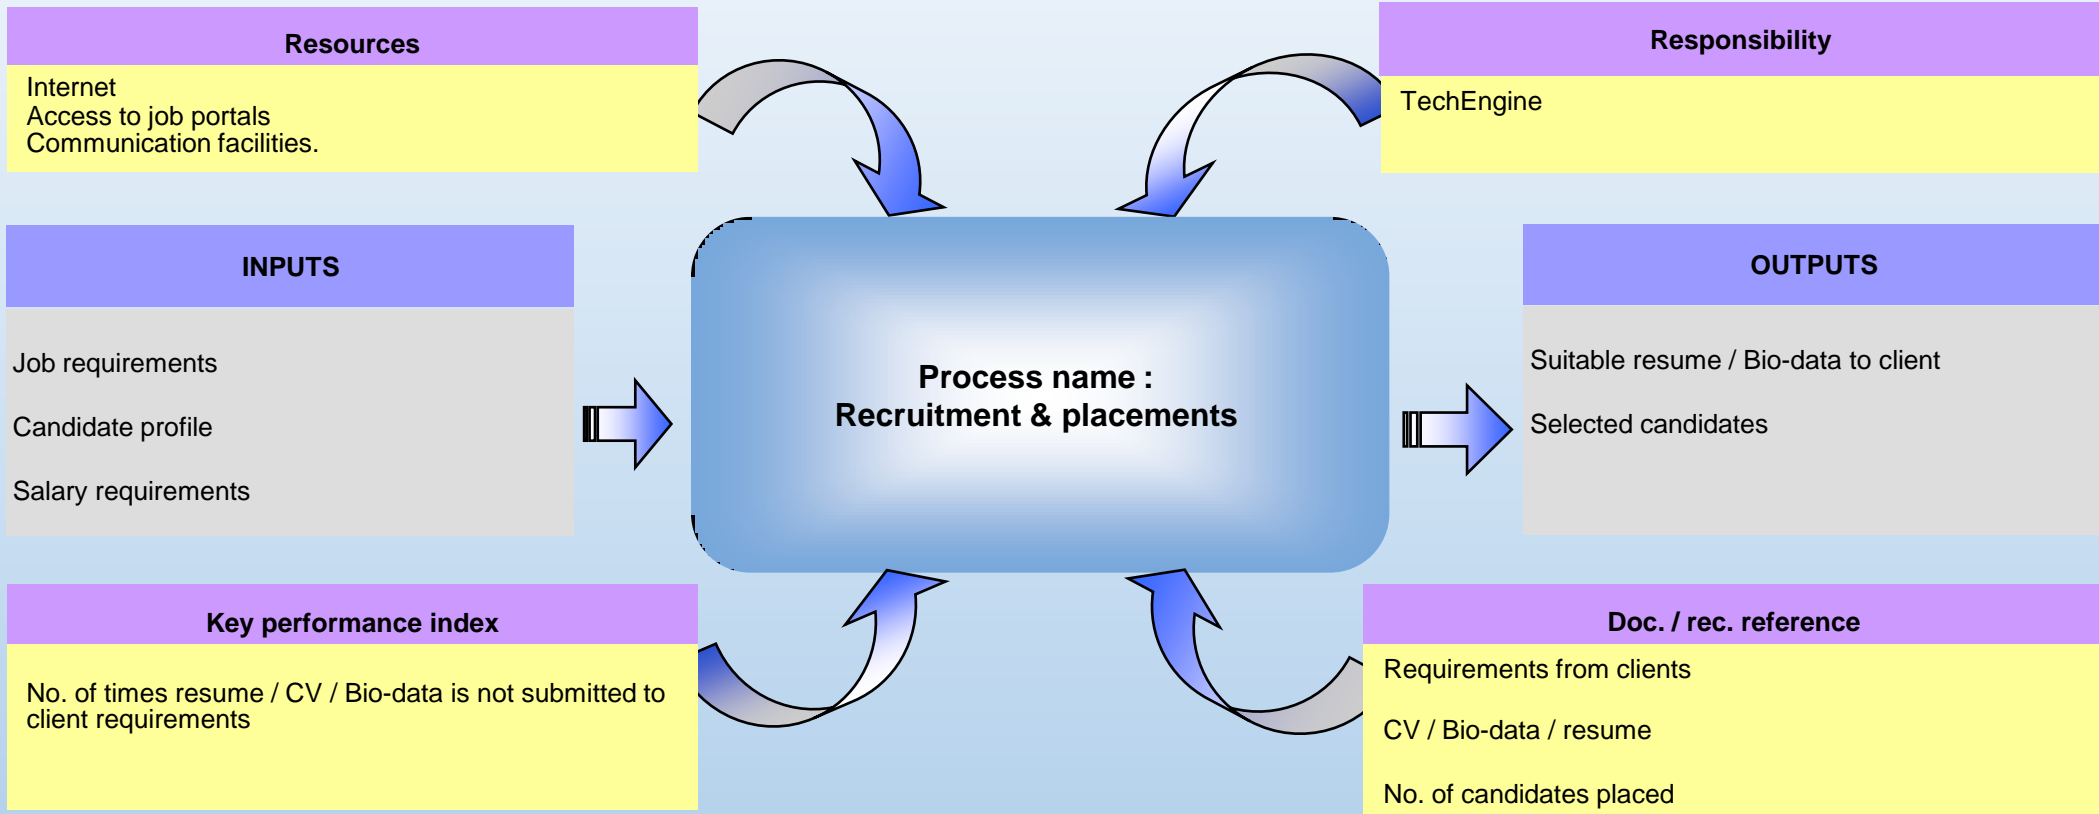 Resources
Internet
Access to job portals
Communication facilities.
Responsibility
TechEngine
INPUTS
Job requirements
Candidate profile
Salary requirements
Process name :
Recruitment & placements
OUTPUTS
Suitable resume / Bio-data to client
Selected candidates
Key performance index
No. of times resume / CV / Bio-data is not submitted to
client requirements
Doc. / rec. reference
Requirements from clients
CV / Bio-data / resume
No. of candidates placed